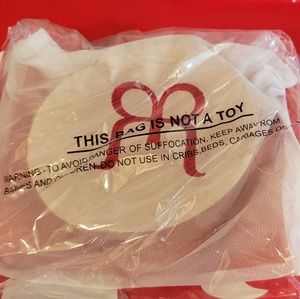 THIS BAG IS NOT A TOY
WARNING-TO AVOID DANGER OF SUFFOCATION, KEEP AWAY FROM
BABIES AND CHILDREN. DO NOT USE IN CRIBS, BEDS, CARIAGES OR